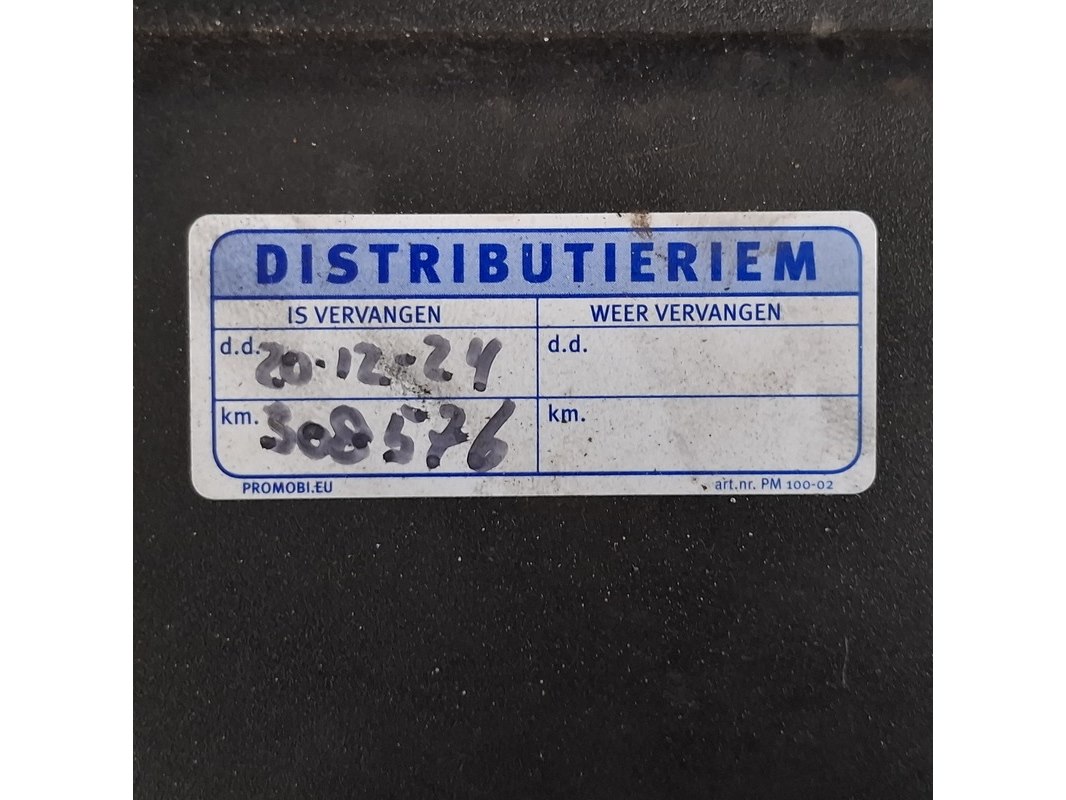 DISTRIBUTIERIEM
IS VERVANGEN WEER VERVANGEN
d.d. 20-12-24 d.d.
km. 308576 km.
PROMOBI.EU art.nr. PM 100-02